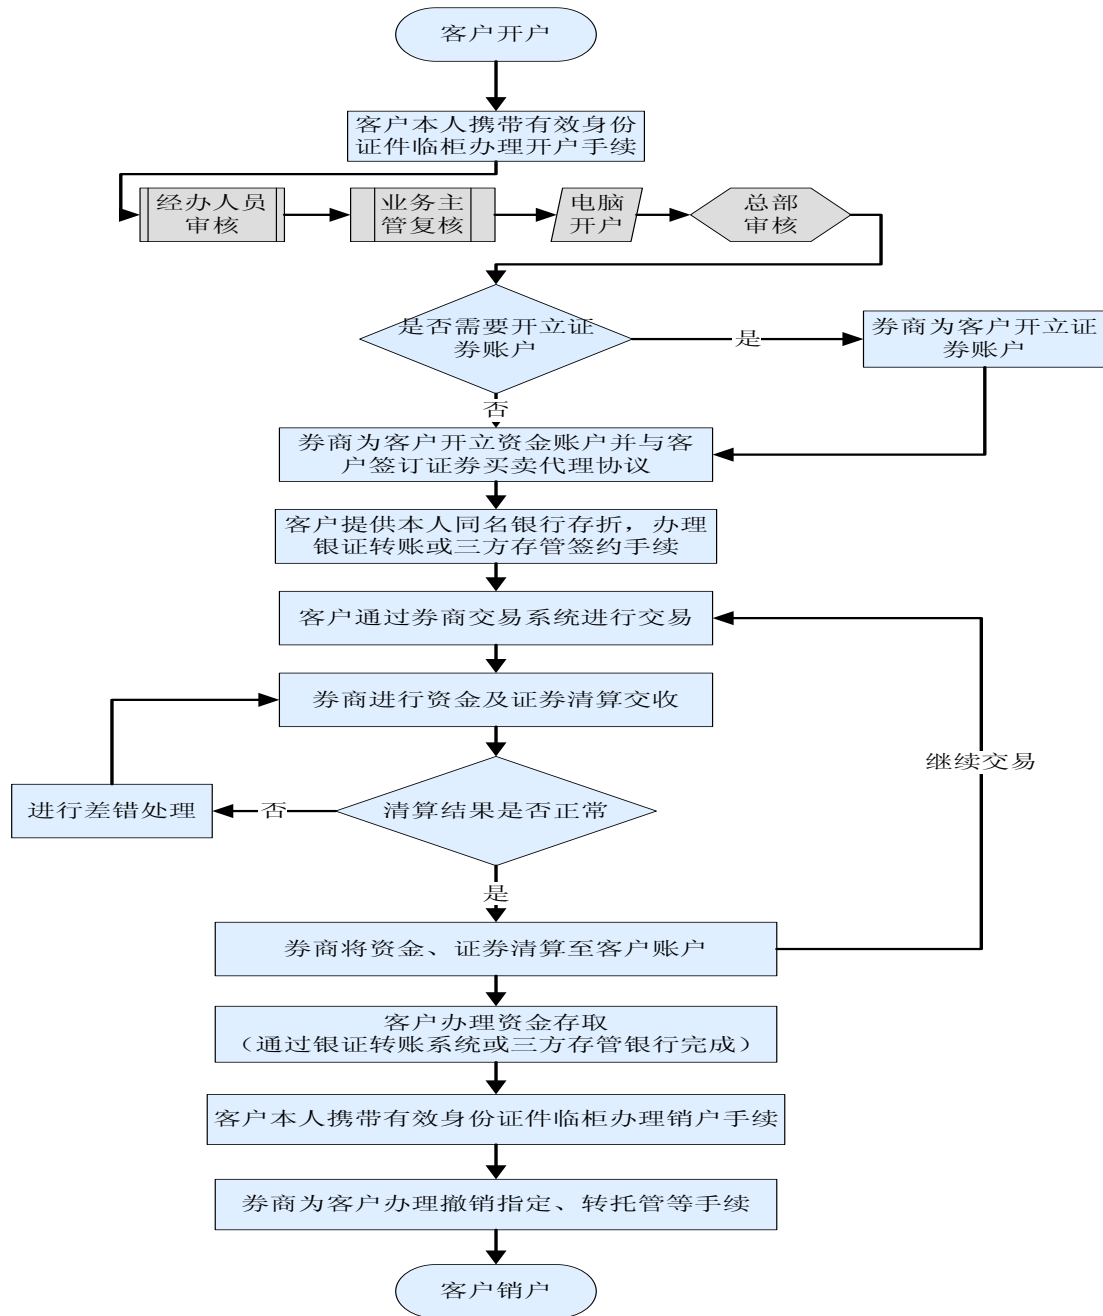 客户开户
客户本人携带有效身份
证件临柜办理开户手续
经办人员
审核
业务主
管复核
电脑
开户
总部
审核
是否需要开立证
券账户
是
券商为客户开立证
券账户
否
券商为客户开立资金账户并与客
户签订证券买卖代理协议
客户提供本人同名银行存折，办理
银证转账或三方存管签约手续
客户通过券商交易系统进行交易
券商进行资金及证券清算交收
继续交易
进行差错处理
否
清算结果是否正常
是
券商将资金、证券清算至客户账户
客户办理资金存取
（通过银证转账系统或三方存管银行完成）
客户本人携带有效身份证件临柜办理销户手续
券商为客户办理撤销指定、转托管等手续
客户销户